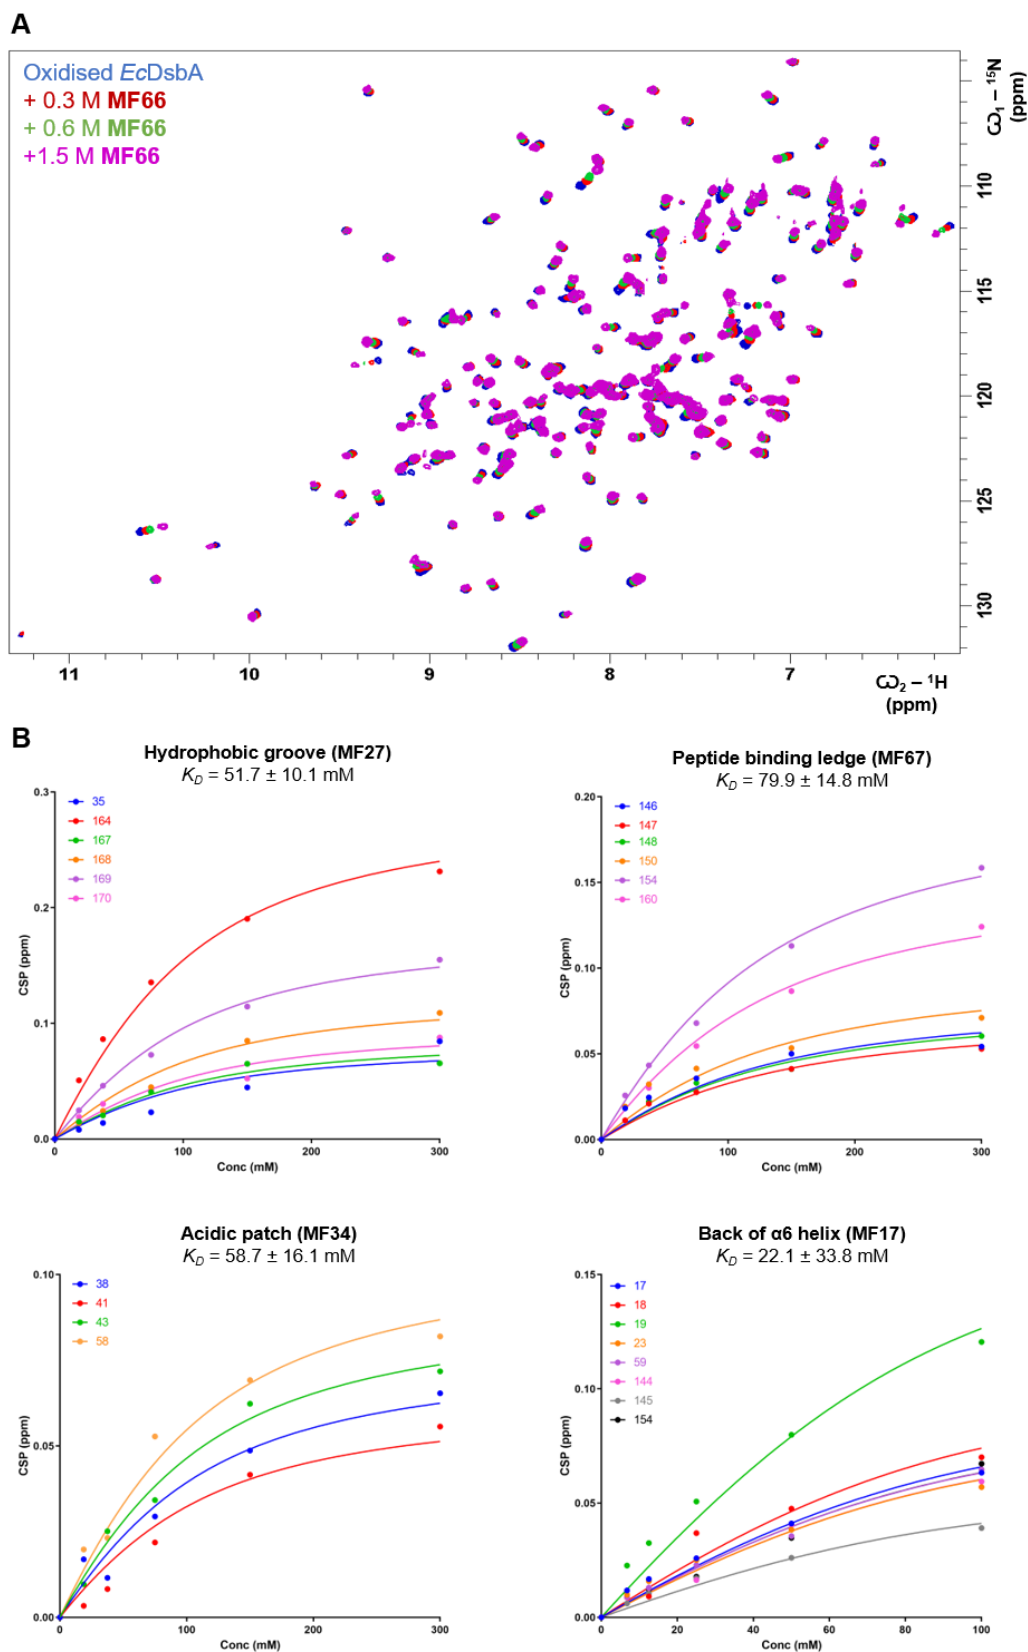 A
Oxidised EcDsbA
+ 0.3 M MF66
+ 0.6 M MF66
+1.5 M MF66
ω₁ – ¹⁵N
(ppm)
110
115
120
125
130
11
10
9
8
7
ω₂ – ¹H
(ppm)
B
Hydrophobic groove (MF27)
K_D = 51.7 ± 10.1 mM
0.3
0.2
0.1
0.0
CSP (ppm)
35
164
167
168
169
170
0
100
200
300
Conc (mM)
Peptide binding ledge (MF67)
K_D = 79.9 ± 14.8 mM
0.20
0.15
0.10
0.05
0.00
CSP (ppm)
146
147
148
150
154
160
0
100
200
300
Conc (mM)
Acidic patch (MF34)
K_D = 58.7 ± 16.1 mM
0.10
0.05
0.00
CSP (ppm)
38
41
43
58
0
100
200
300
Conc (mM)
Back of α6 helix (MF17)
K_D = 22.1 ± 33.8 mM
0.15
0.10
0.05
0.00
CSP (ppm)
17
18
19
23
59
144
145
154
0
20
40
60
80
100
Conc (mM)